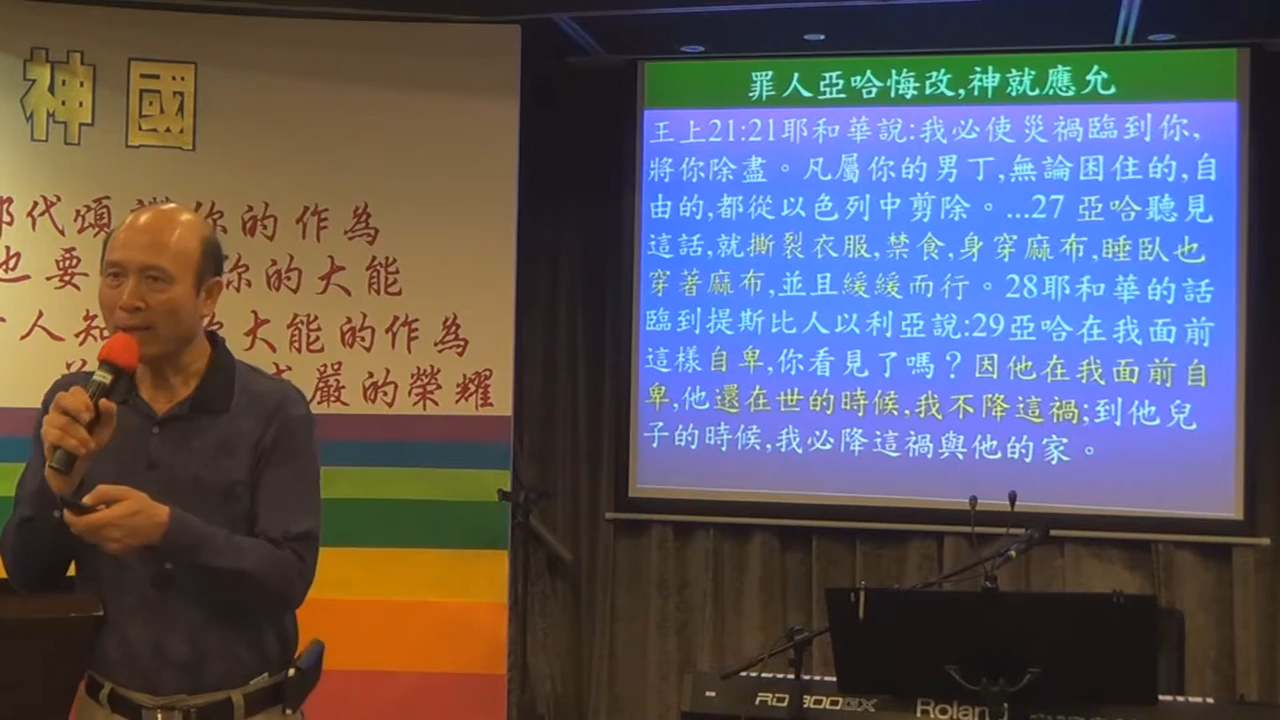 神國
代頌 你的作為
也要 你的大能
人知 大能的作為
嚴的榮耀
罪人亞哈悔改,神就應允
王上21:21耶和華說:我必使災禍臨到你,
將你除盡。凡屬你的男丁,無論困住的,自
由的,都從以色列中剪除。...27 亞哈聽見
這話,就撕裂衣服,禁食,身穿麻布,睡臥也
穿著麻布,並且緩緩而行。28耶和華的話
臨到提斯比人以利亞說:29亞哈在我面前
這樣自卑,你看見了嗎？因他在我面前自
卑,他還在世的時候,我不降這禍;到他兒
子的時候,我必降這禍與他的家。
RD 300GX
Roland